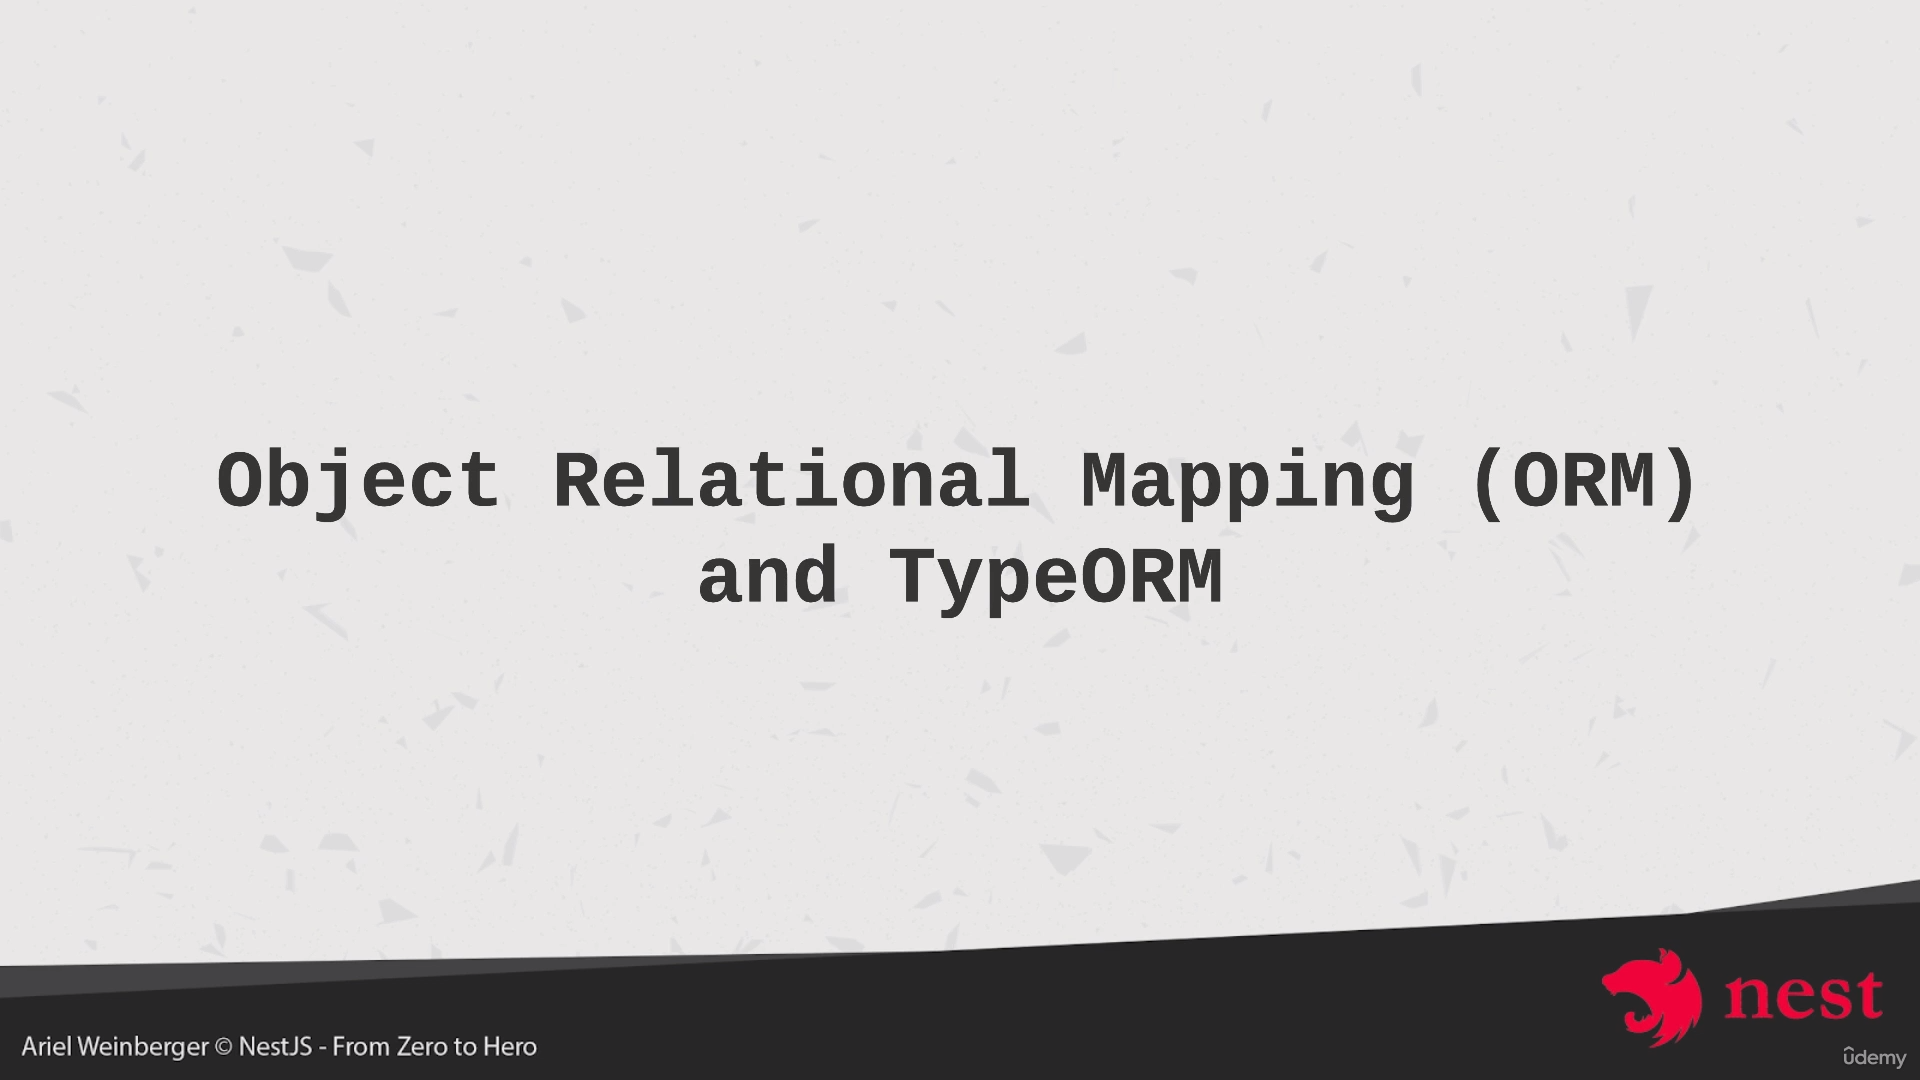 Object Relational Mapping (ORM)
and TypeORM
nest
Ariel Weinberger © NestJS - From Zero to Hero
ûdemy